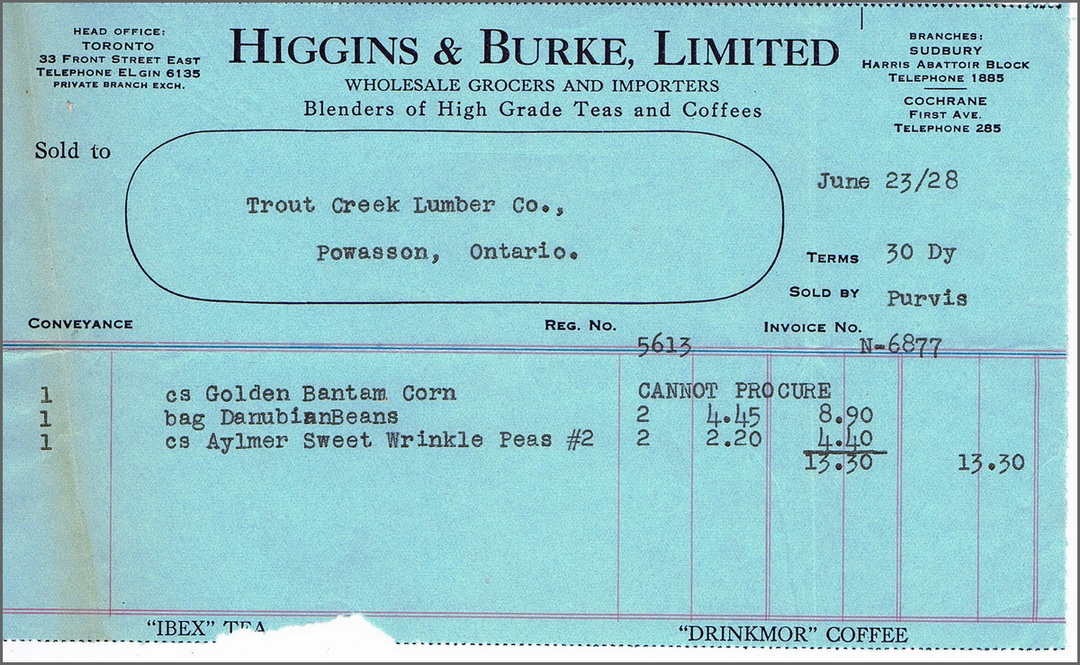 HEAD OFFICE:
TORONTO
33 FRONT STREET EAST
TELEPHONE ELGIN 6135
PRIVATE BRANCH EXCH.
HIGGINS & BURKE, LIMITED
WHOLESALE GROCERS AND IMPORTERS
Blenders of High Grade Teas and Coffees
BRANCHES:
SUDBURY
HARRIS ABATTOIR BLOCK
TELEPHONE 1885
COCHRANE
FIRST AVE.
TELEPHONE 285
Sold to
Trout Creek Lumber Co.,
Powasson, Ontario.
June 23/28
TERMS 30 Dy
SOLD BY Purvis
CONVEYANCE
REG. NO. 5613
INVOICE NO. N-6877
1 cs Golden Bantam Corn CANNOT PROCURE
1 bag DanubianBeans 2 4.45 8.90
1 cs Aylmer Sweet Wrinkle Peas #2 2 2.20 4.40
13.30 13.30
"IBEX" TEA
"DRINKMOR" COFFEE